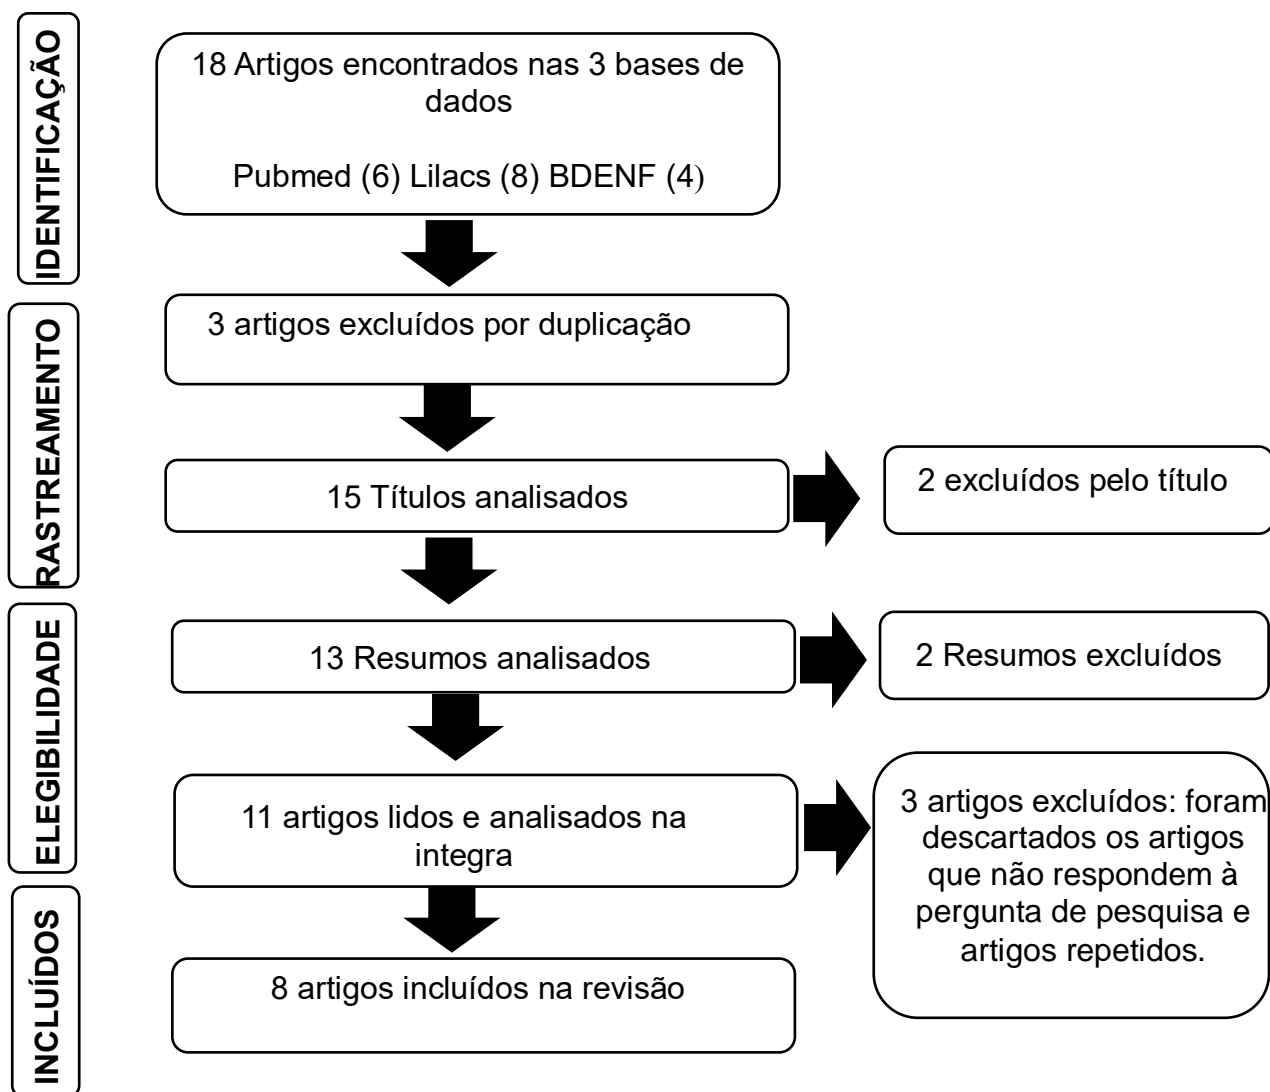 IDENTIFICAÇÃO
18 Artigos encontrados nas 3 bases de
dados
Pubmed (6) Lilacs (8) BDENF (4)
RASTREAMENTO
3 artigos excluídos por duplicação
15 Títulos analisados
2 excluídos pelo título
ELEGIBILIDADE
13 Resumos analisados
2 Resumos excluídos
11 artigos lidos e analisados na
integra
3 artigos excluídos: foram
descartados os artigos
que não respondem à
pergunta de pesquisa e
artigos repetidos.
INCLUÍDOS
8 artigos incluídos na revisão